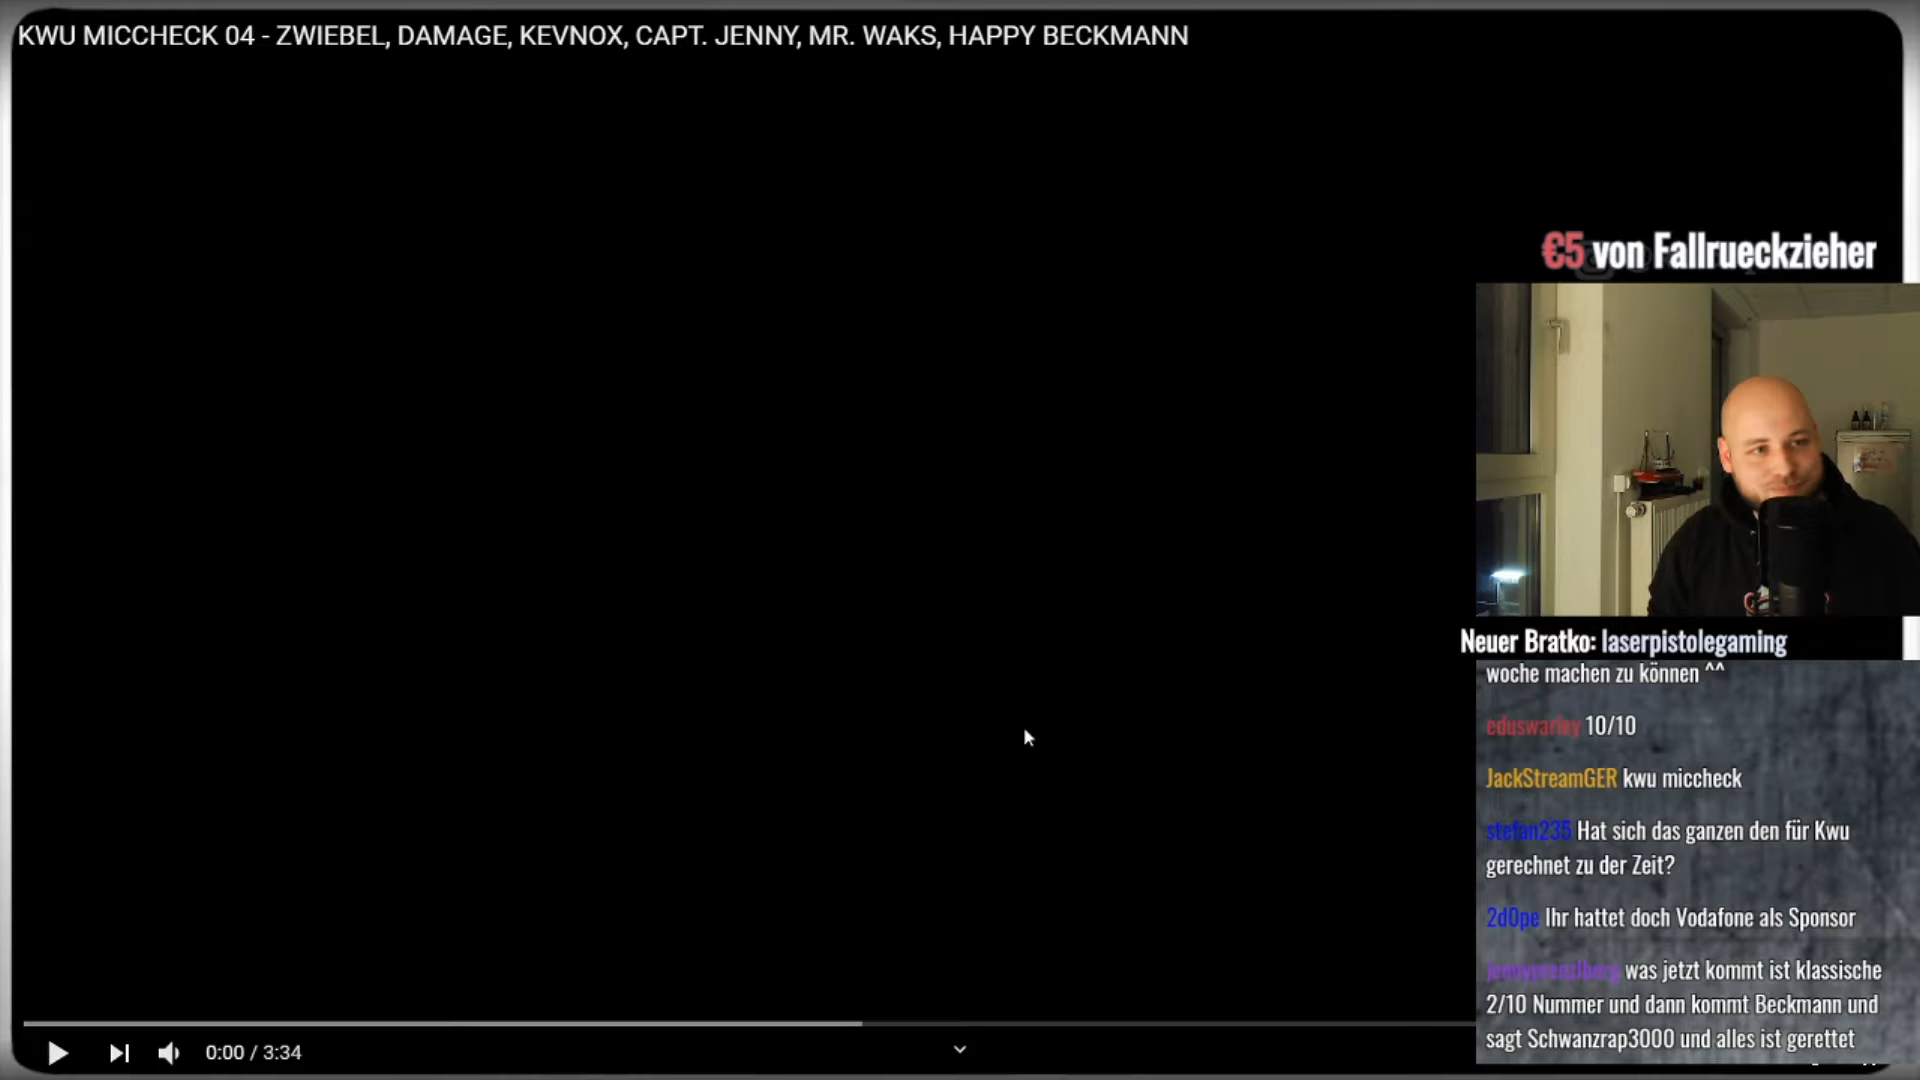 KWU MICCHECK 04 - ZWIEBEL, DAMAGE, KEVNOX, CAPT. JENNY, MR. WAKS, HAPPY BECKMANN
€5 von Fallrueckzieher
Neuer Bratko: laserpistolegaming
woche machen zu können ^^
eduswarley 10/10
JackStreamGER kwu miccheck
stefan235 Hat sich das ganzen den für Kwu
gerechnet zu der Zeit?
2d0pe Ihr hattet doch Vodafone als Sponsor
was jetzt kommt ist klassische
2/10 Nummer und dann kommt Beckmann und
sagt Schwanzrap3000 und alles ist gerettet
0:00 / 3:34